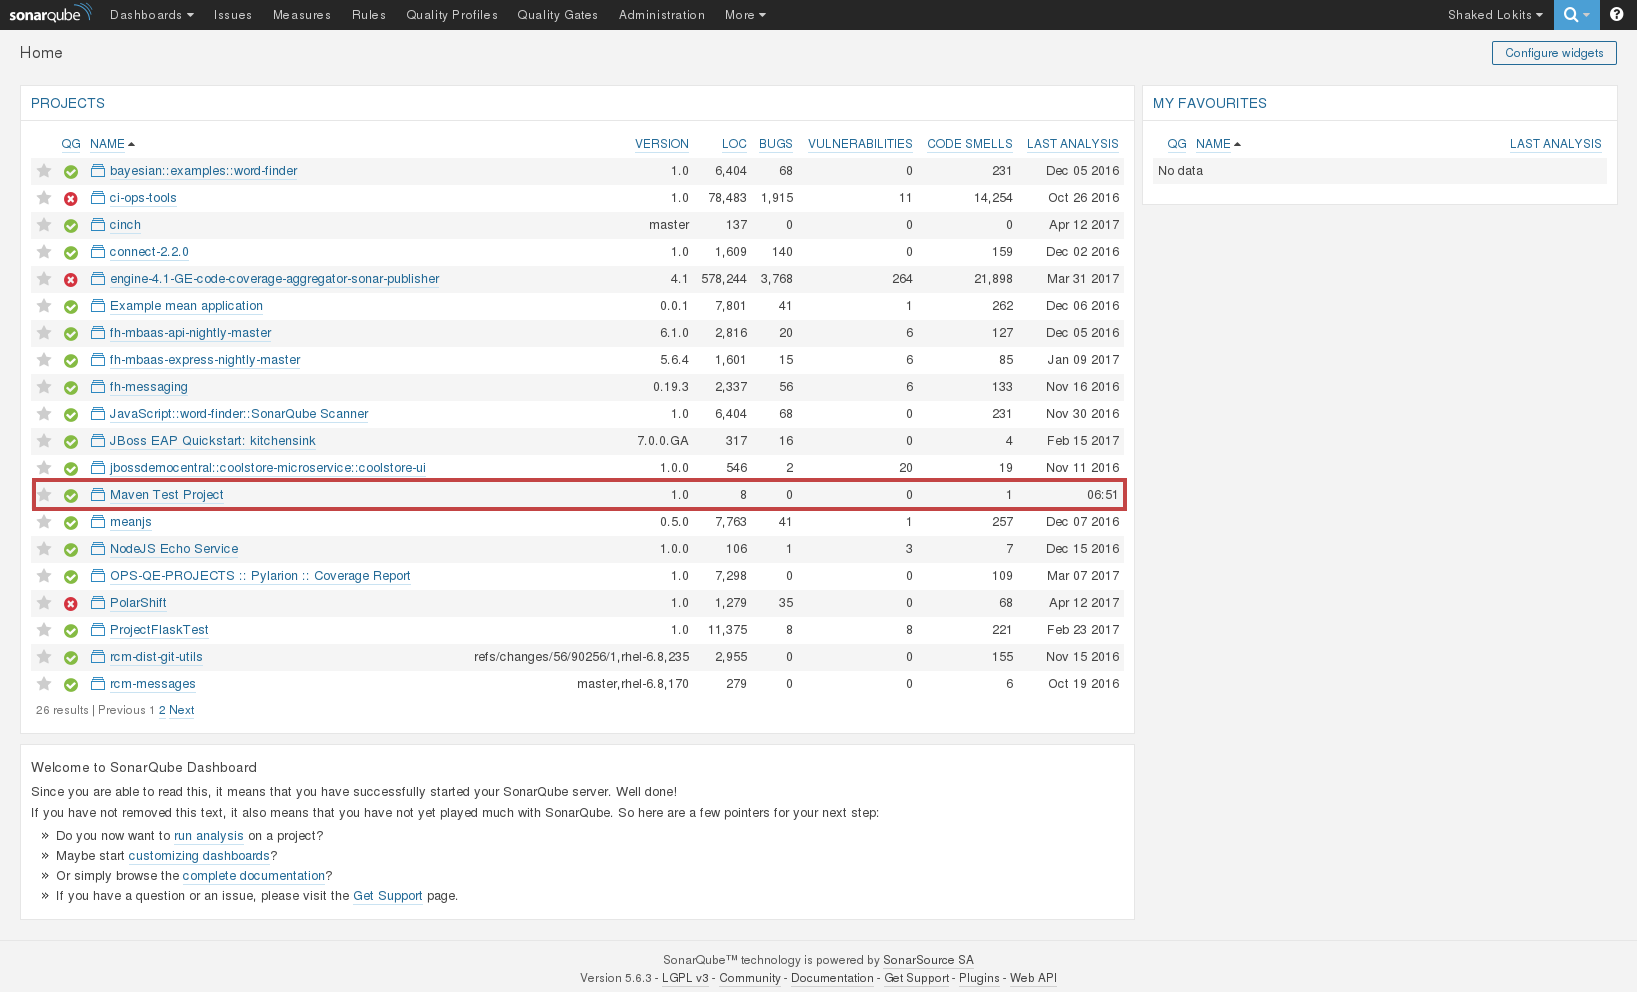 sonarqube Dashboards Issues Measures Rules Quality Profiles Quality Gates Administration More Shaked Lokits
Home Configure widgets
PROJECTS
QG NAME VERSION LOC BUGS VULNERABILITIES CODE SMELLS LAST ANALYSIS
bayesian::examples::word-finder 1.0 6,404 68 0 231 Dec 05 2016
ci-ops-tools 1.0 78,483 1,915 11 14,254 Oct 26 2016
cinch master 137 0 0 0 Apr 12 2017
connect-2.2.0 1.0 1,609 140 0 159 Dec 02 2016
engine-4.1-GE-code-coverage-aggregator-sonar-publisher 4.1 578,244 3,768 264 21,898 Mar 31 2017
Example mean application 0.0.1 7,801 41 1 262 Dec 06 2016
fh-mbaas-api-nightly-master 6.1.0 2,816 20 6 127 Dec 05 2016
fh-mbaas-express-nightly-master 5.6.4 1,601 15 6 85 Jan 09 2017
fh-messaging 0.19.3 2,337 56 6 133 Nov 16 2016
JavaScript::word-finder::SonarQube Scanner 1.0 6,404 68 0 231 Nov 30 2016
JBoss EAP Quickstart: kitchensink 7.0.0.GA 317 16 0 4 Feb 15 2017
jbossdemocentral::coolstore-microservice::coolstore-ui 1.0.0 546 2 20 19 Nov 11 2016
Maven Test Project 1.0 8 0 0 1 06:51
meanjs 0.5.0 7,763 41 1 257 Dec 07 2016
NodeJS Echo Service 1.0.0 106 1 3 7 Dec 15 2016
OPS-QE-PROJECTS :: Pylarion :: Coverage Report 1.0 7,298 0 0 109 Mar 07 2017
PolarShift 1.0 1,279 35 0 68 Apr 12 2017
ProjectFlaskTest 1.0 11,375 8 8 221 Feb 23 2017
rcm-dist-git-utils refs/changes/56/90256/1,rhel-6.8,235 2,955 0 0 155 Nov 15 2016
rcm-messages master,rhel-6.8,170 279 0 0 6 Oct 19 2016
26 results | Previous 1 2 Next
MY FAVOURITES
QG NAME LAST ANALYSIS
No data
Welcome to SonarQube Dashboard
Since you are able to read this, it means that you have successfully started your SonarQube server. Well done!
If you have not removed this text, it also means that you have not yet played much with SonarQube. So here are a few pointers for your next step:
» Do you now want to run analysis on a project?
» Maybe start customizing dashboards?
» Or simply browse the complete documentation?
» If you have a question or an issue, please visit the Get Support page.
SonarQube™ technology is powered by SonarSource SA
Version 5.6.3 - LGPL v3 - Community - Documentation - Get Support - Plugins - Web API